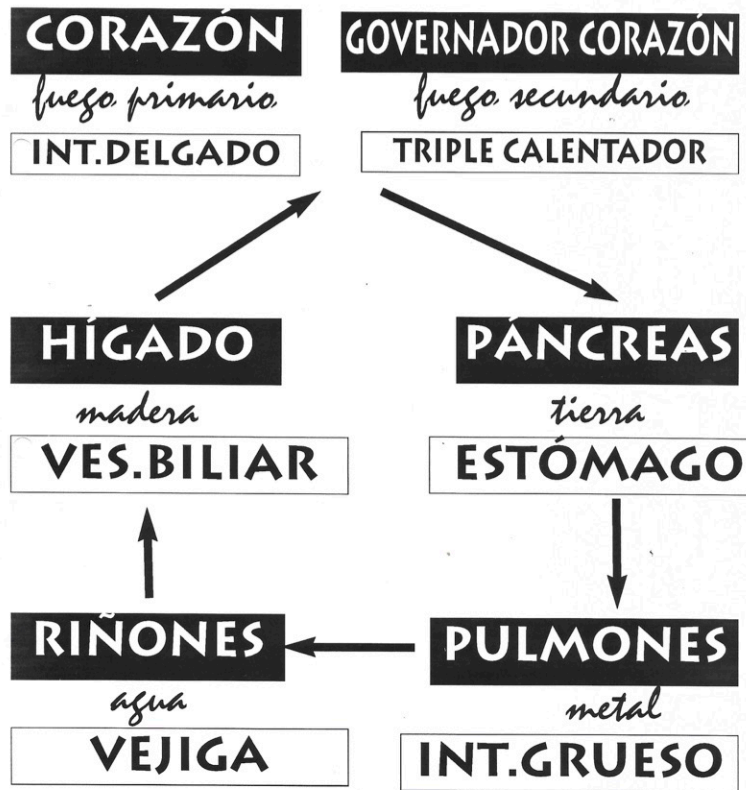 CORAZÓN
fuego primario
INT.DELGADO
GOVERNADOR CORAZÓN
fuego secundario
TRIPLE CALENTADOR
HÍGADO
madera
VES.BILIAR
PÁNCREAS
tierra
ESTÓMAGO
RIÑONES
agua
VEJIGA
PULMONES
metal
INT.GRUESO